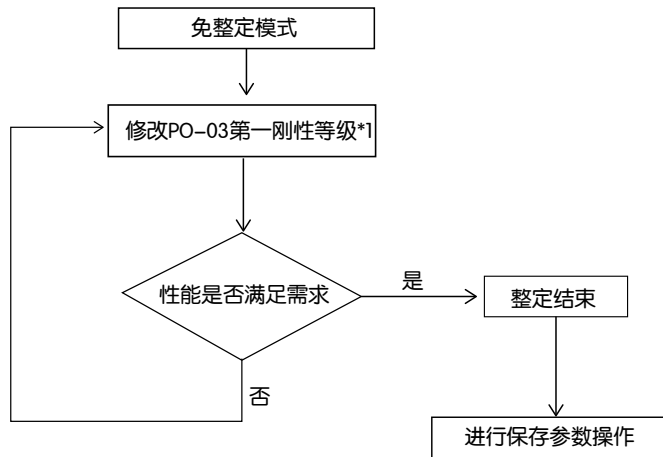 免整定模式
修改PO-03第一刚性等级*1
性能是否满足需求
是
整定结束
否
进行保存参数操作